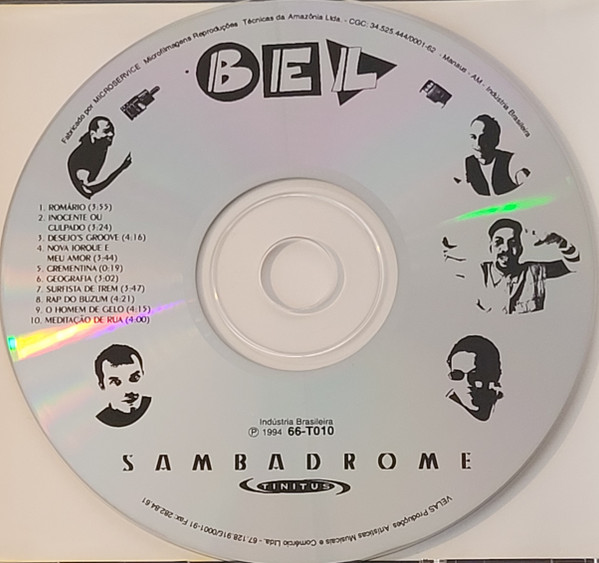 Fabricado por MICROSERVICE Microfilmagens Reproduções Técnicas da Amazônia Ltda. - CGC: 34.525.444/0001-62 - Manaus - AM - Indústria Brasileira
BEL
1. ROMÁRIO (3:55)
2. INOCENTE OU
CULPADO (3:24)
3. DESEJO'S GROOVE (4:16)
4. NOVA IORQUE E
MEU AMOR (3:44)
5. GREMENTINA (0:19)
6. GEOGRAFIA (3:02)
7. SURFISTA DE TREM (3:47)
8. RAP DO BUZUM (4:21)
9. O HOMEM DE GELO (4:15)
10. MEDITAÇÃO DE RUA (4:00)
Indústria Brasileira
Ⓟ 1994 66-T010
SAMBADROME
TINITUS
VELAS Produções Artísticas Musicais e Comércio Ltda. - 67.128.91/0001-91 Fax: 282.84.61